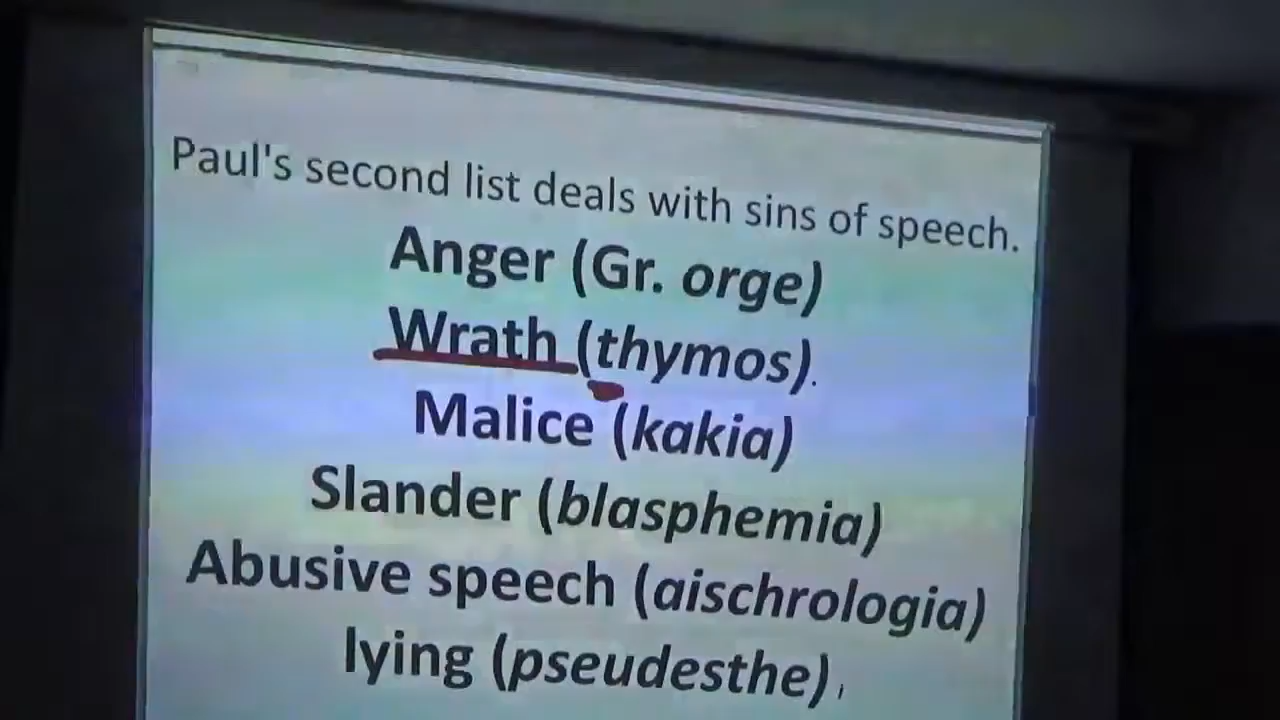 Paul's second list deals with sins of speech.
Anger (Gr. orge)
Wrath (thymos).
Malice (kakia)
Slander (blasphemia)
Abusive speech (aischrologia)
lying (pseudesthe),